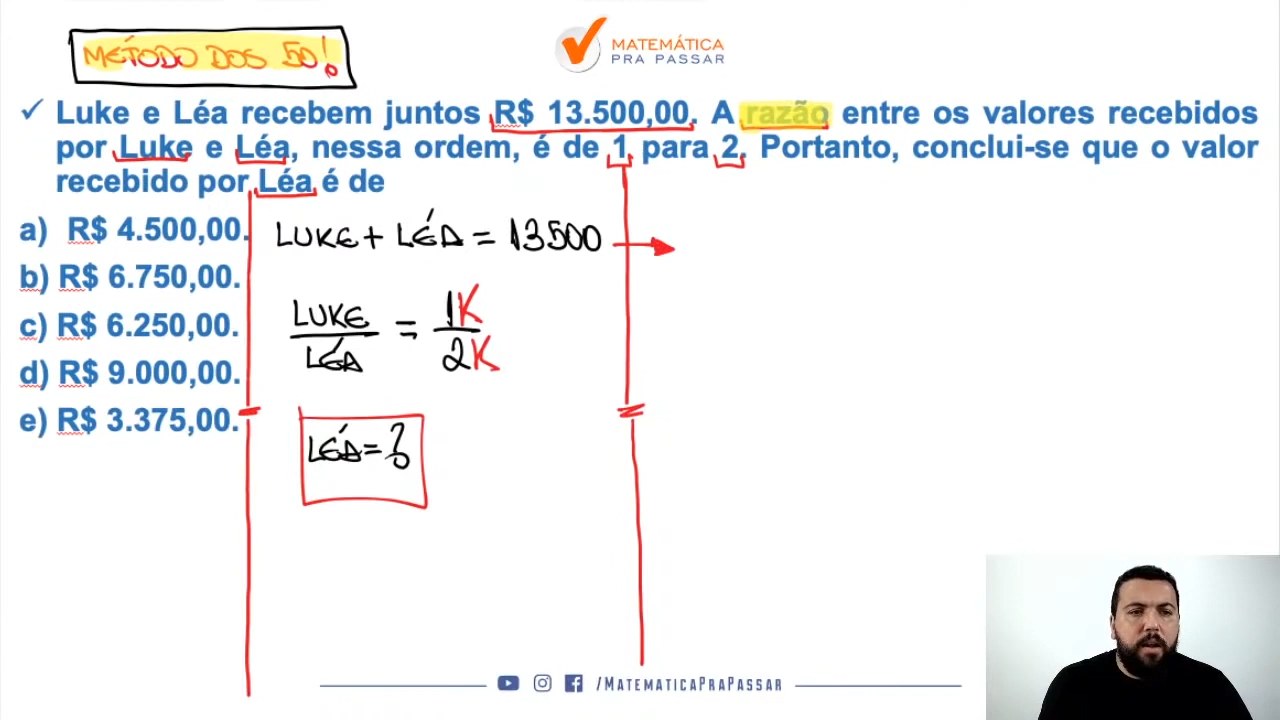 MÉTODO DOS 50!
MATEMÁTICA
PRA PASSAR
✓ Luke e Léa recebem juntos R$ 13.500,00. A razão entre os valores recebidos
por Luke e Léa, nessa ordem, é de 1 para 2. Portanto, conclui-se que o valor
recebido por Léa é de
a) R$ 4.500,00.
b) R$ 6.750,00.
c) R$ 6.250,00.
d) R$ 9.000,00.
e) R$ 3.375,00.
LUKE + LÉA = 13500
LUKE = 1K
LÉA 2K
LÉA = ?
/MATEMATICAPRAPASSAR